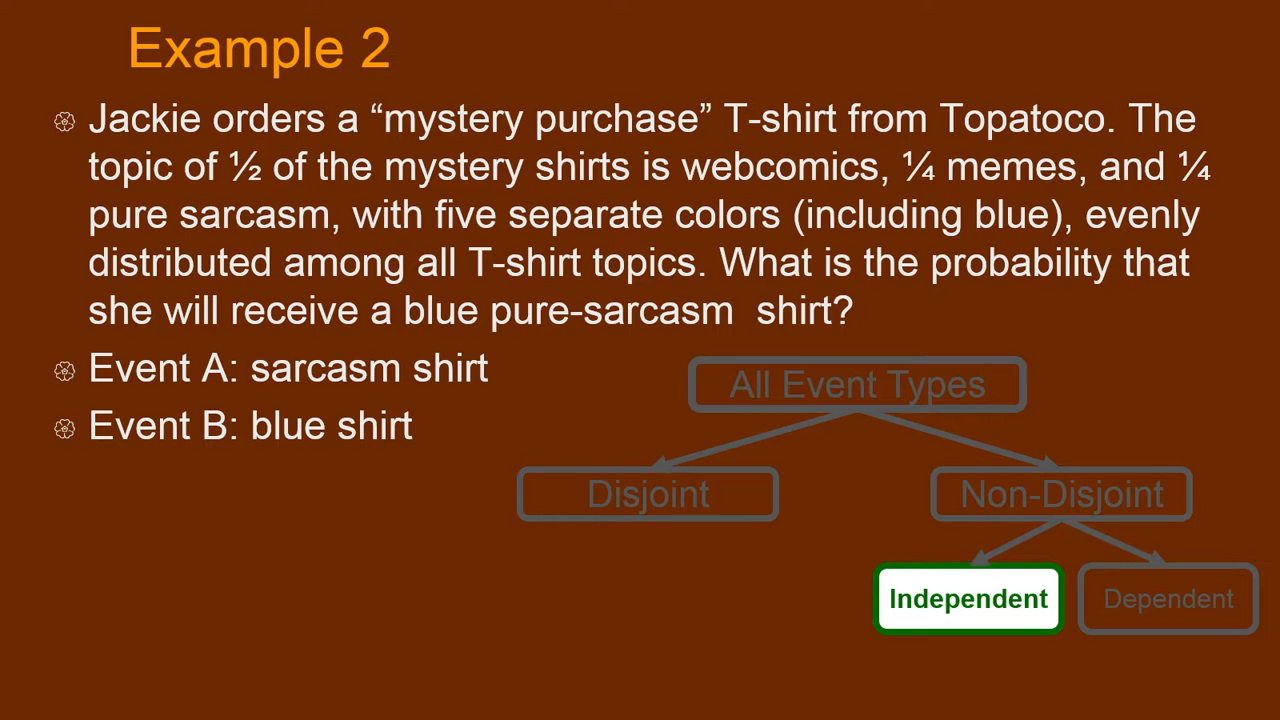 Example 2
Jackie orders a “mystery purchase” T-shirt from Topatoco. The
topic of ½ of the mystery shirts is webcomics, ¼ memes, and ¼
pure sarcasm, with five separate colors (including blue), evenly
distributed among all T-shirt topics. What is the probability that
she will receive a blue pure-sarcasm  shirt?
Event A: sarcasm shirt
Event B: blue shirt
All Event Types
Disjoint
Non-Disjoint
Independent
Dependent